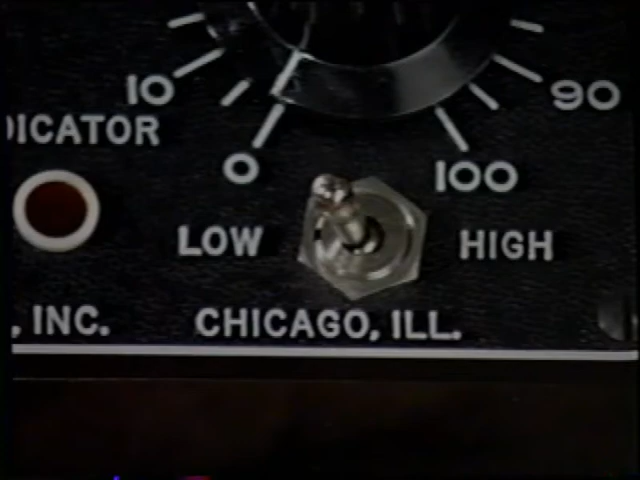 10 90
DICATOR
0 100
LOW HIGH
, INC. CHICAGO, ILL.